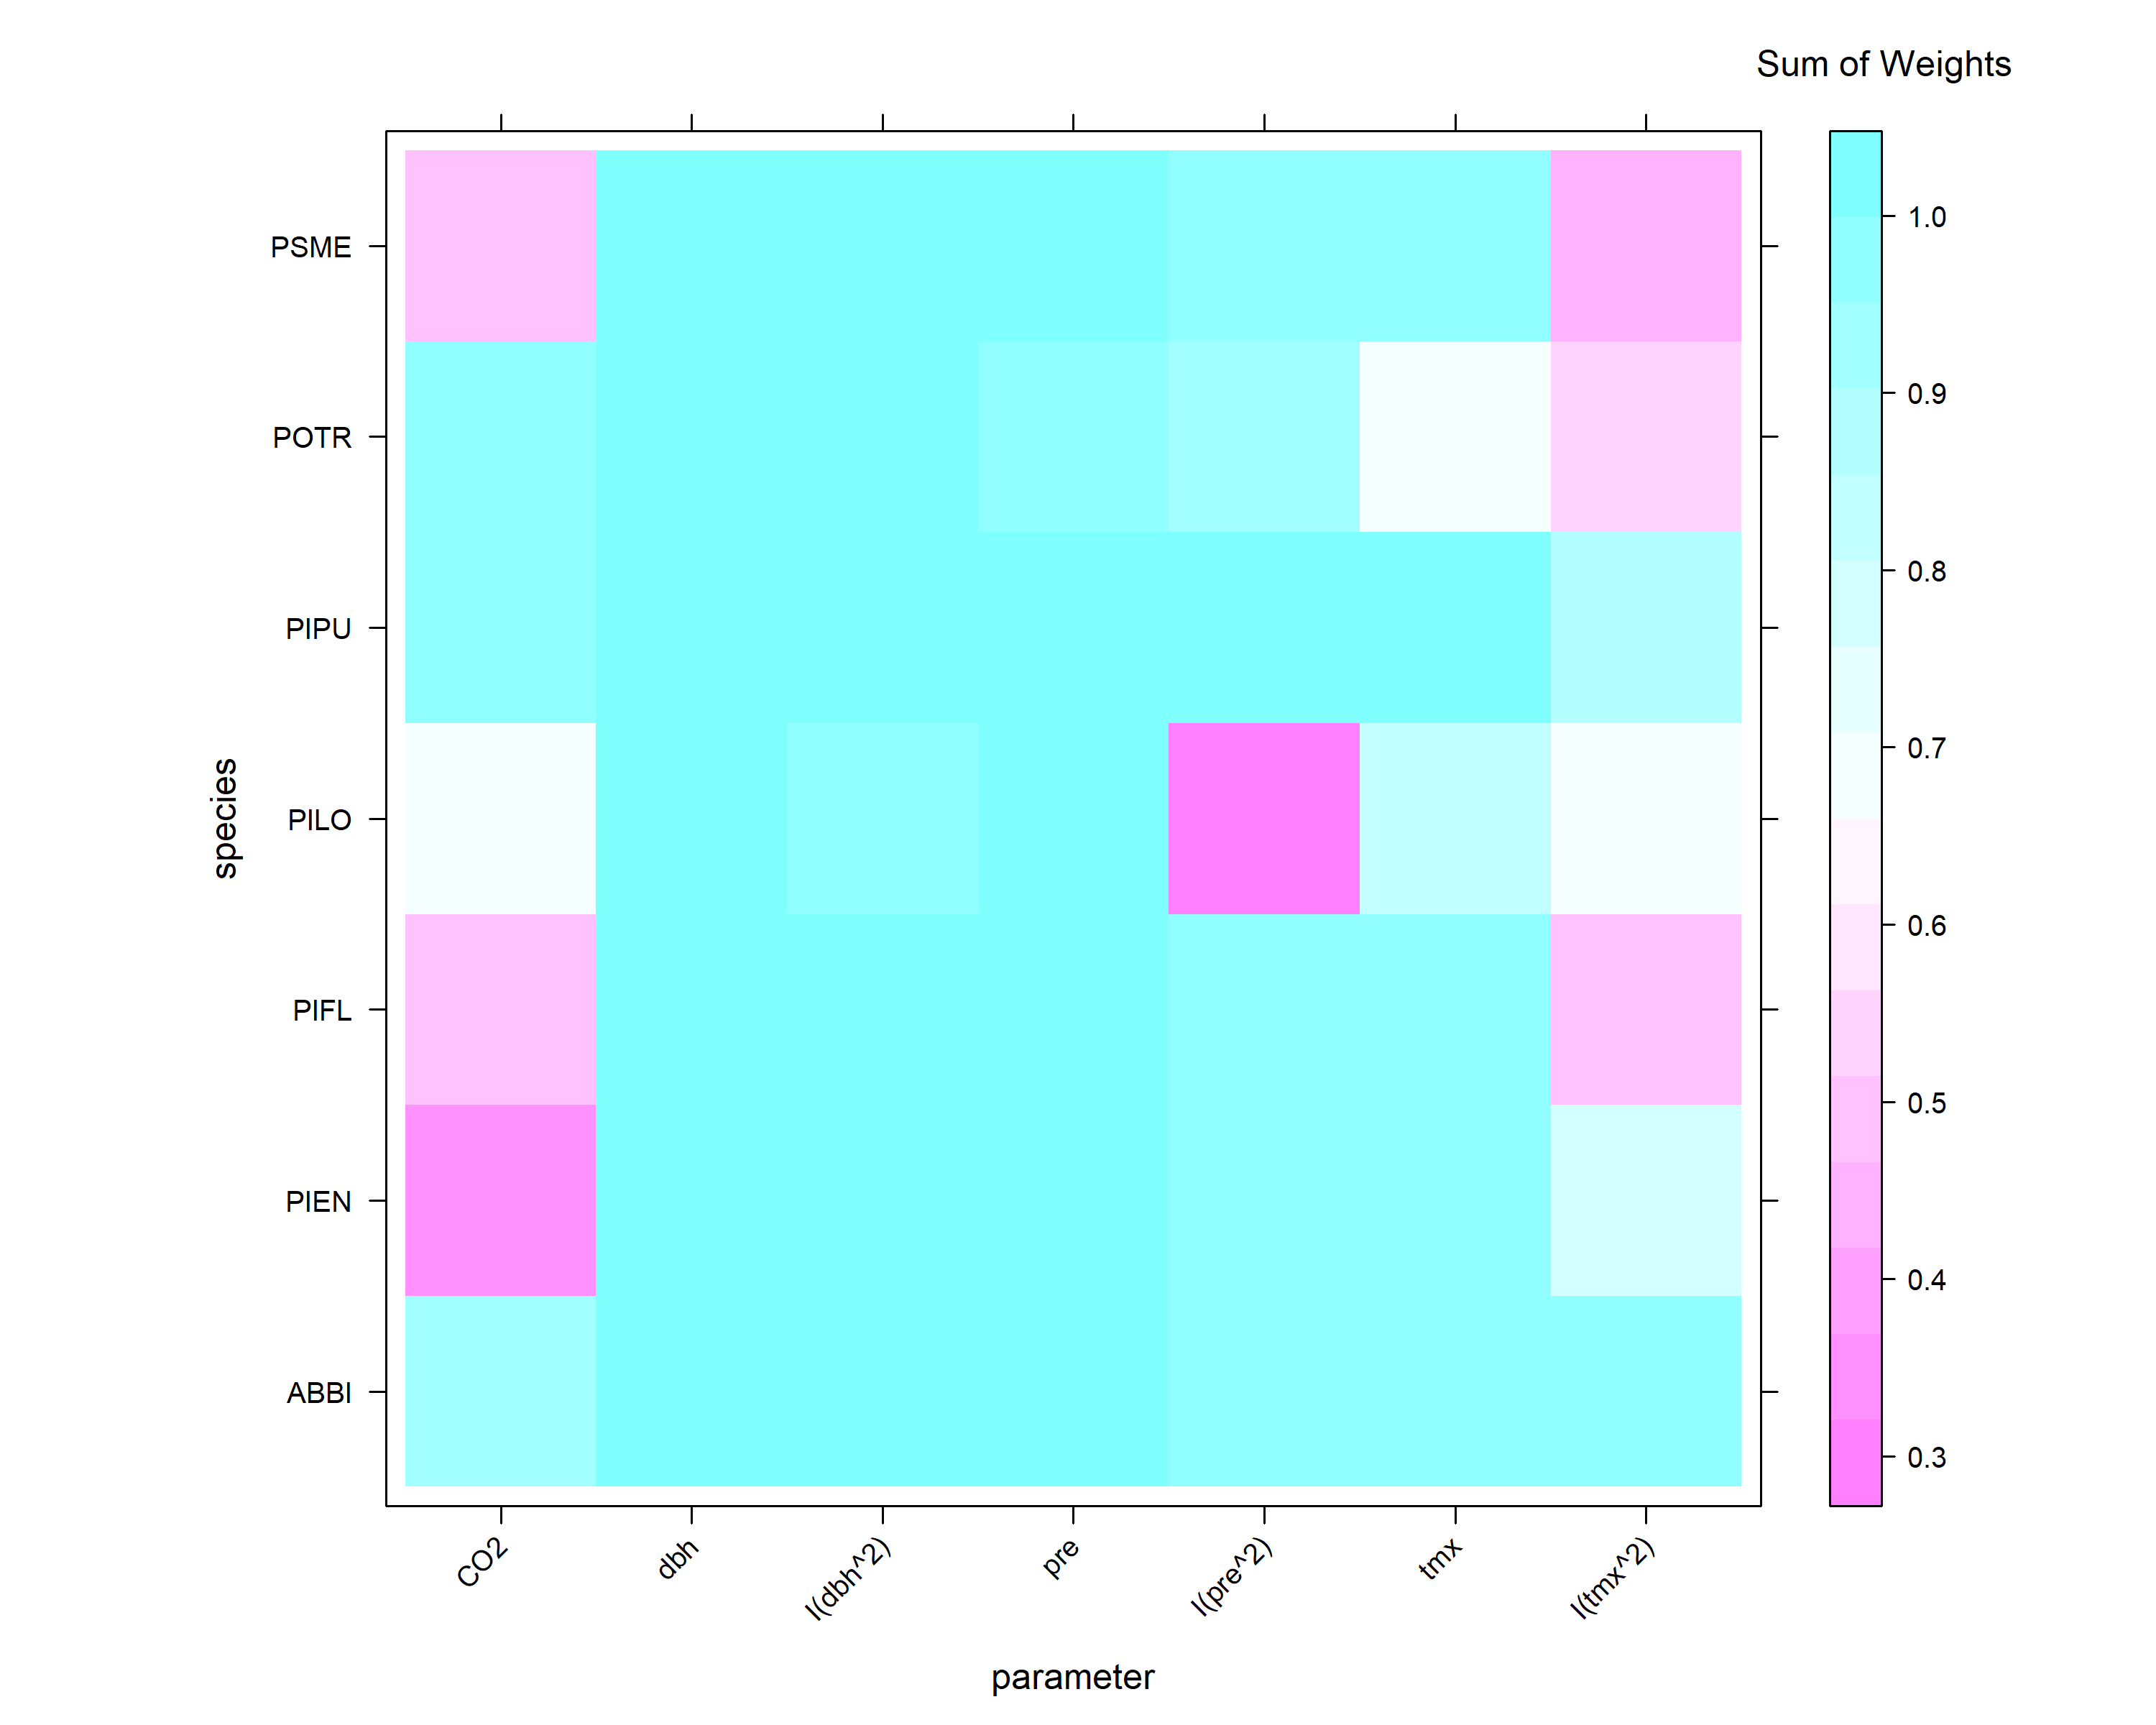 Sum of Weights
1.0
0.9
0.8
0.7
0.6
0.5
0.4
0.3
species
PSME
POTR
PIPU
PILO
PIFL
PIEN
ABBI
CO2
dbh
I(dbh^2)
pre
I(pre^2)
tmx
I(tmx^2)
parameter